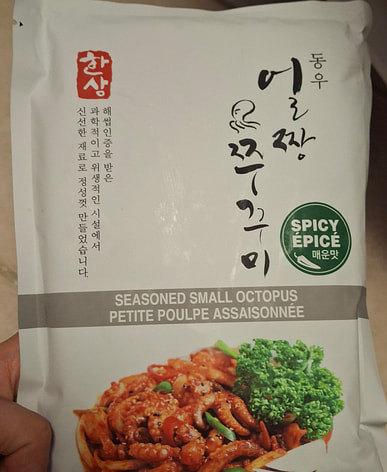 한상
동우
얼짱
쭈꾸미
해썹인증을 받은
과학적이고 위생적인 시설에서
신선한 재료로 정성껏 만들었습니다.
SPICY
ÉPICÉ
매운맛
SEASONED SMALL OCTOPUS
PETITE POULPE ASSAISONNÉE